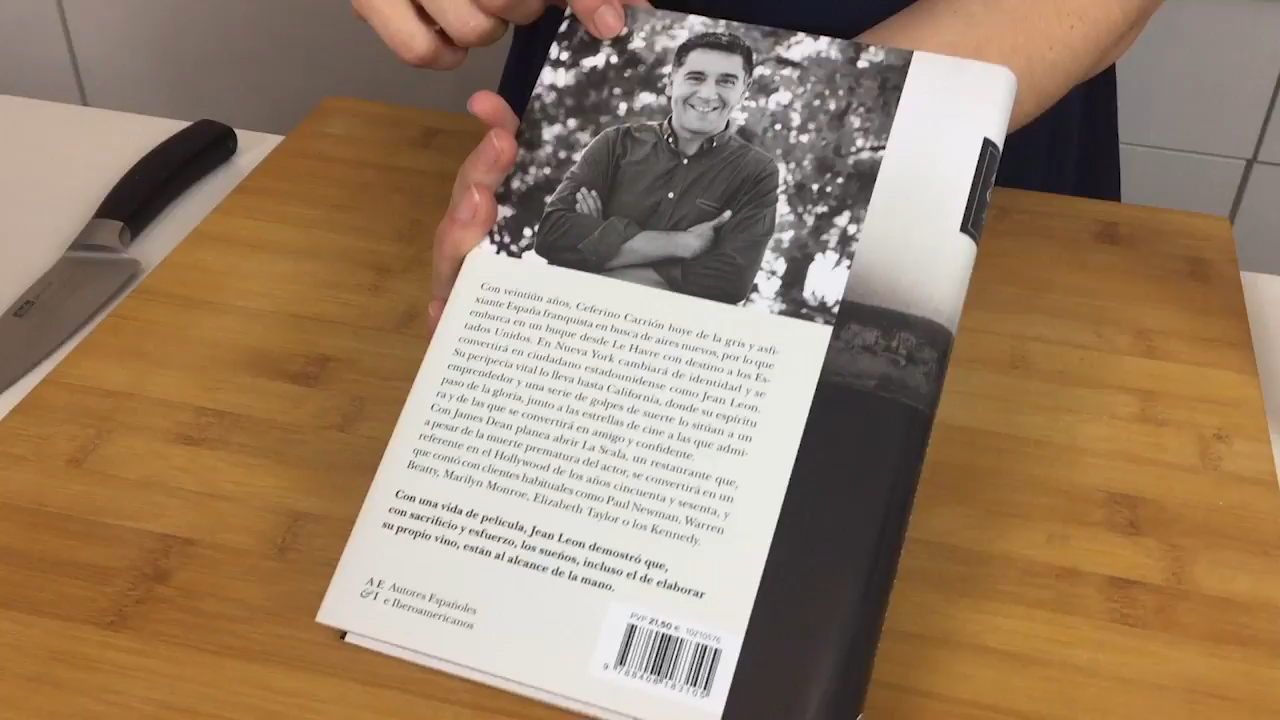 Con veintiún años, Ceferino Carrión huye de la gris y asfi-
xiante España franquista en busca de aires nuevos, por lo que
embarca en un buque desde Le Havre con destino a los Es-
tados Unidos. En Nueva York cambiará de identidad y se
convertirá en ciudadano estadounidense como Jean Leon.
Su peripecia vital lo lleva hasta California, donde su espíritu
emprendedor y una serie de golpes de suerte lo sitúan a un
paso de la gloria, junto a las estrellas de cine a las que admi-
ra y de las que se convertirá en amigo y confidente.
Con James Dean planea abrir La Scala, un restaurante que,
a pesar de la muerte prematura del actor, se convertirá en un
referente en el Hollywood de los años cincuenta y sesenta, y
que contó con clientes habituales como Paul Newman, Warren
Beatty, Marilyn Monroe, Elizabeth Taylor o los Kennedy.
Con una vida de película, Jean Leon demostró que,
con sacrificio y esfuerzo, los sueños, incluso el de elaborar
su propio vino, están al alcance de la mano.
A E Autores Españoles
&I e Iberoamericanos
PVP 21,50 € 10210576
9 788408 183105